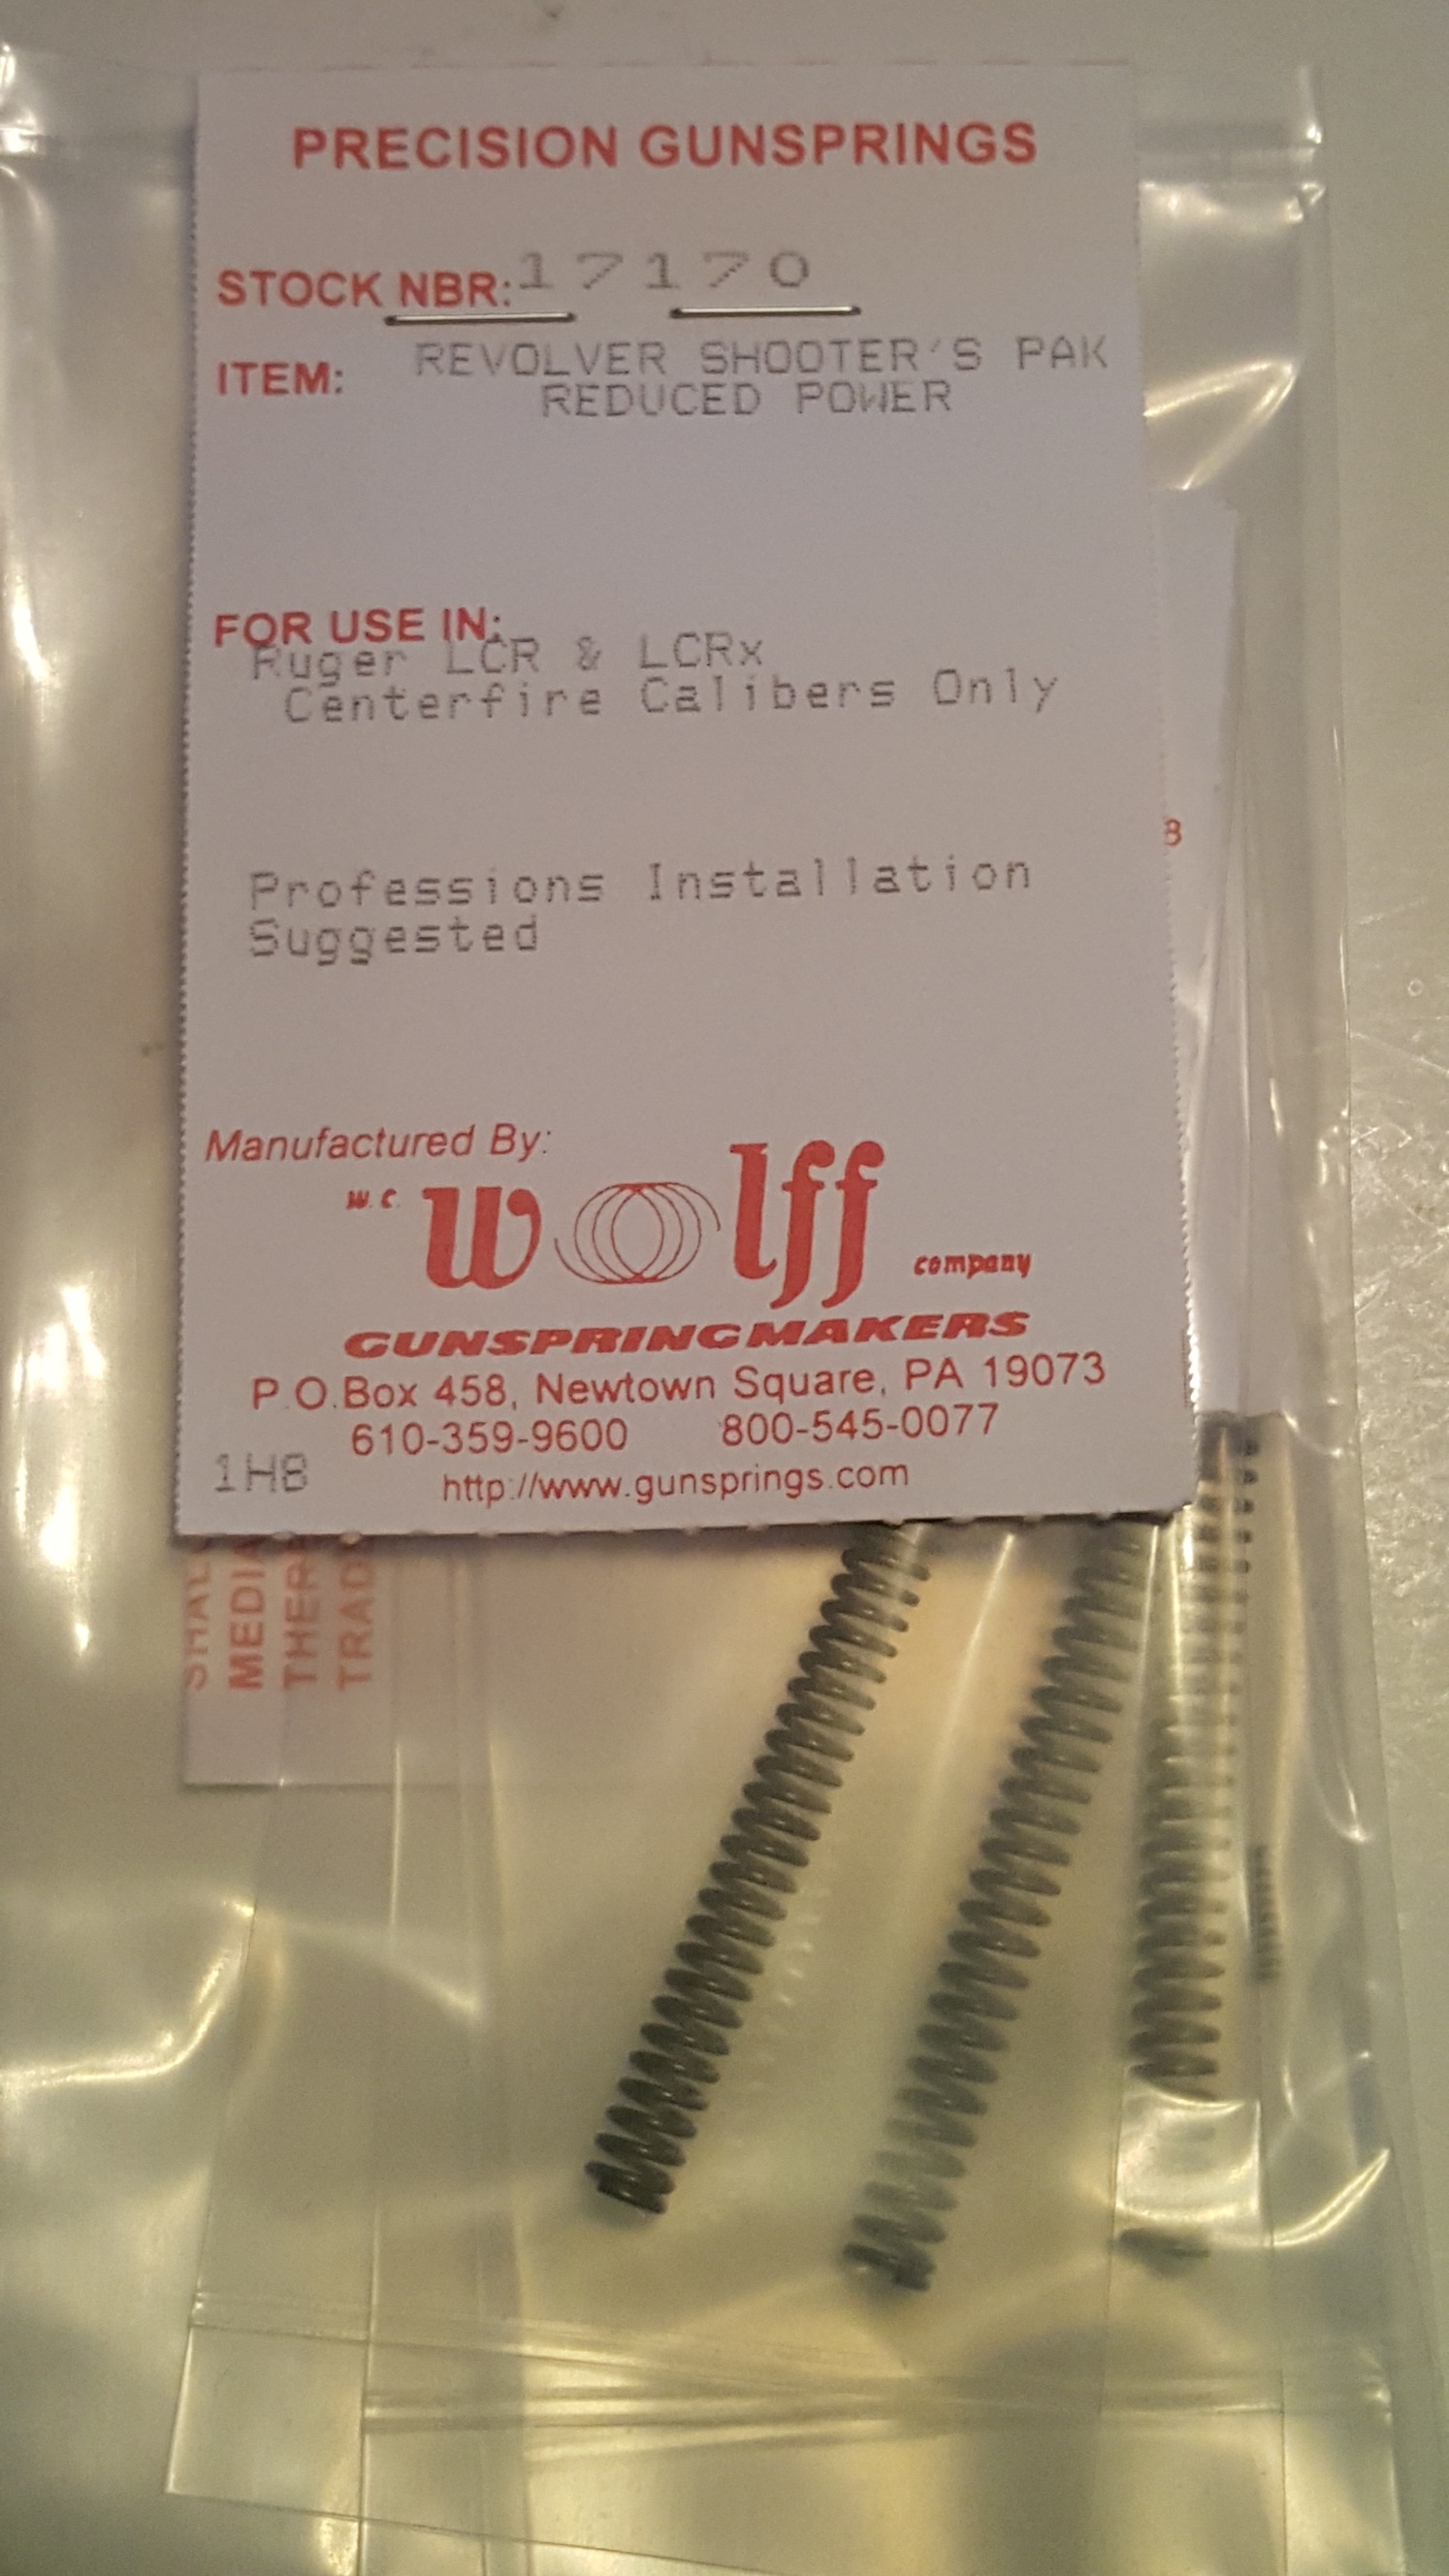 PRECISION GUNSPRINGS
STOCK NBR: 17170
ITEM: REVOLVER SHOOTER'S PAK
REDUCED POWER
FOR USE IN:
Ruger LCR & LCRx
Centerfire Calibers Only
Professions Installation
Suggested
Manufactured By:
W.C. Wolff company
GUNSPRINGMAKERS
P.O.Box 458, Newtown Square, PA 19073
610-359-9600 800-545-0077
1H8 http://www.gunsprings.com
MEDIA